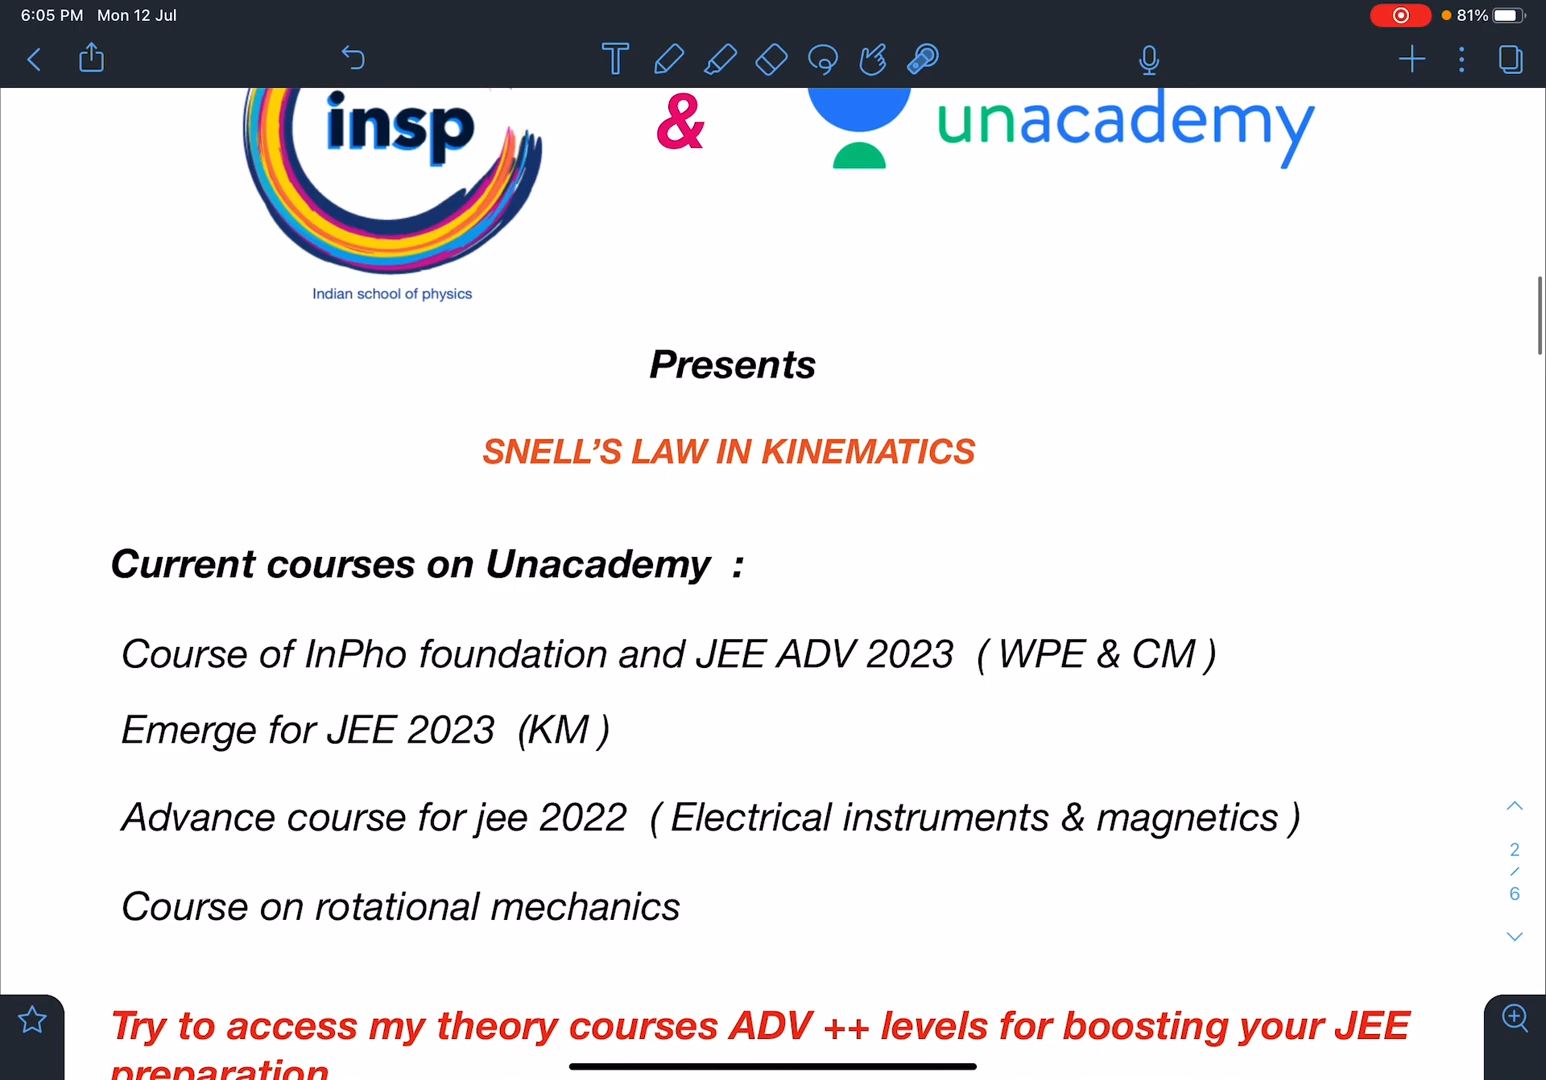 6:05 PM Mon 12 Jul 81%
insp & unacademy
Indian school of physics
Presents
SNELL'S LAW IN KINEMATICS
Current courses on Unacademy :
Course of InPho foundation and JEE ADV 2023 ( WPE & CM )
Emerge for JEE 2023 (KM )
Advance course for jee 2022 ( Electrical instruments & magnetics )
2
/
6
Course on rotational mechanics
Try to access my theory courses ADV ++ levels for boosting your JEE
preparation